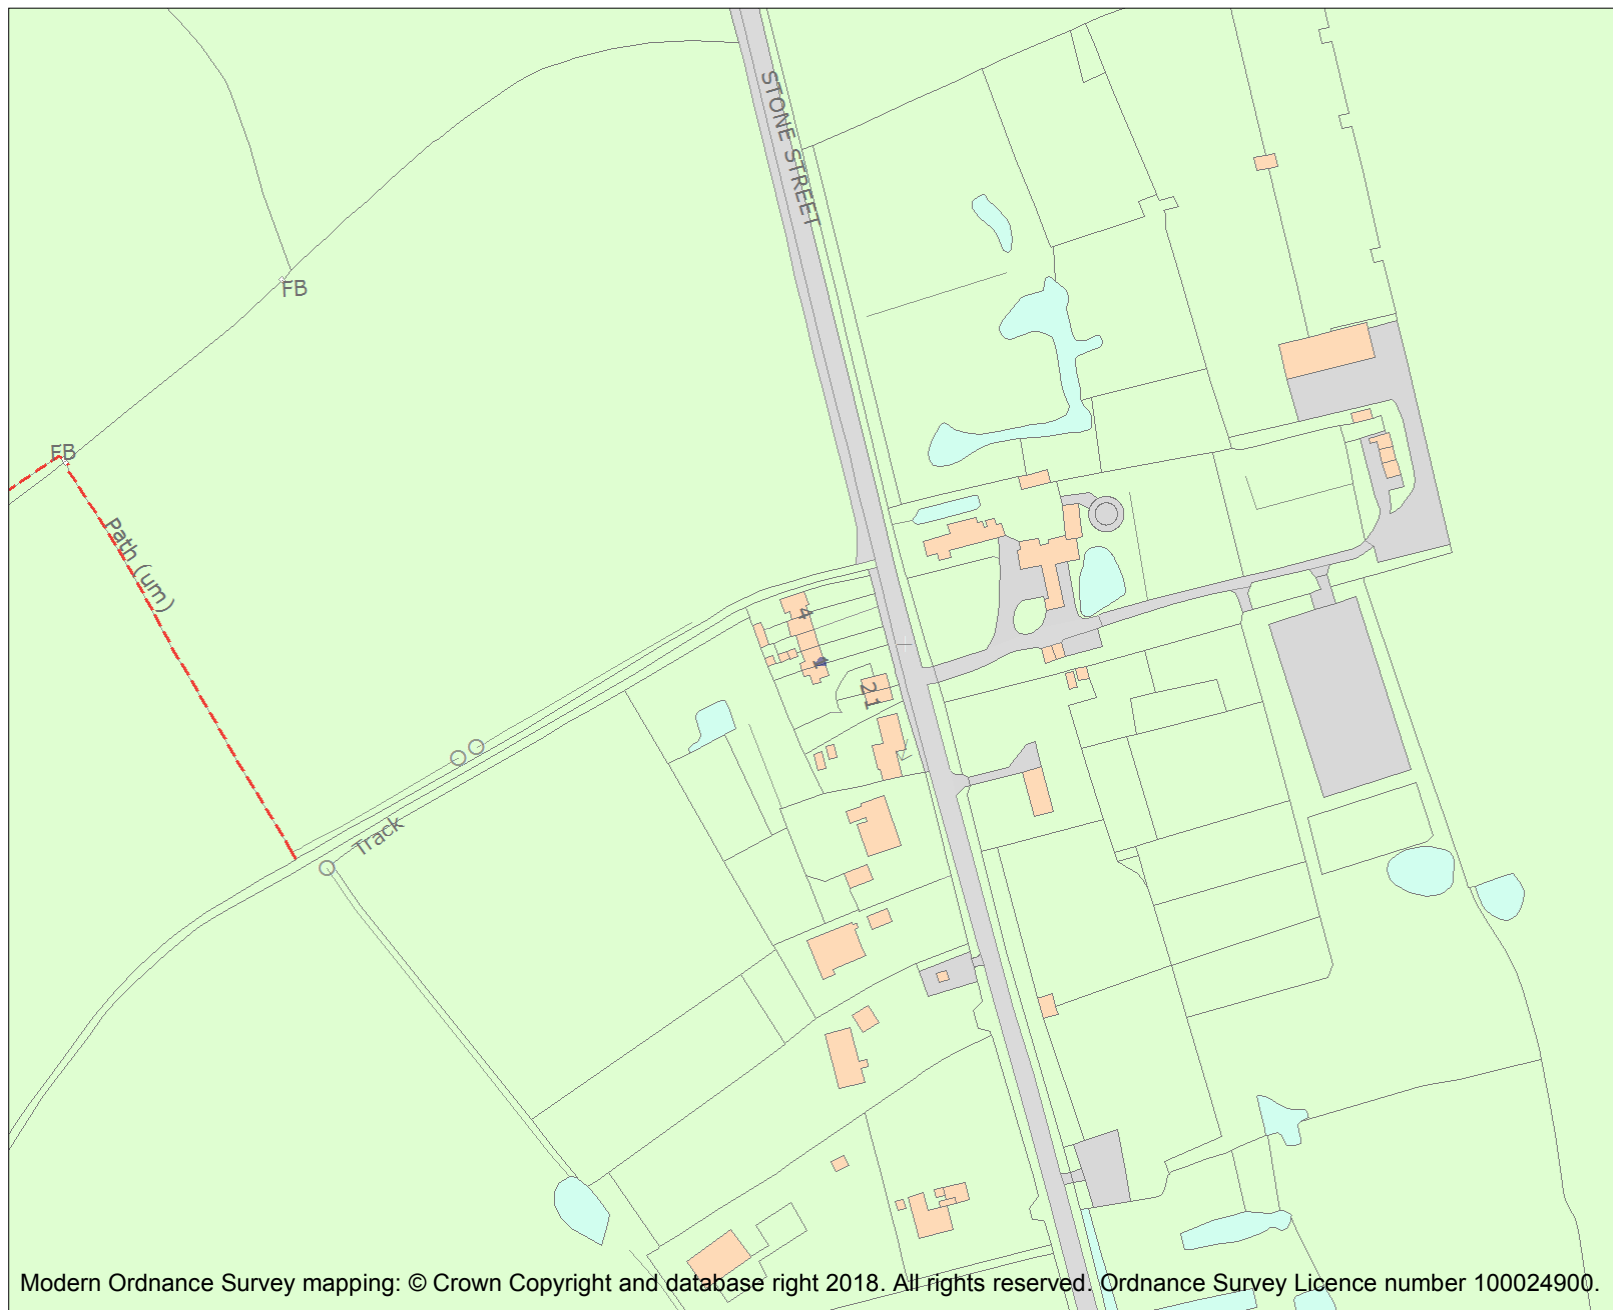 STONE STREET
FB
FB
Path (um)
4
1
21
Track
Modern Ordnance Survey mapping: © Crown Copyright and database right 2018. All rights reserved. Ordnance Survey Licence number 100024900.